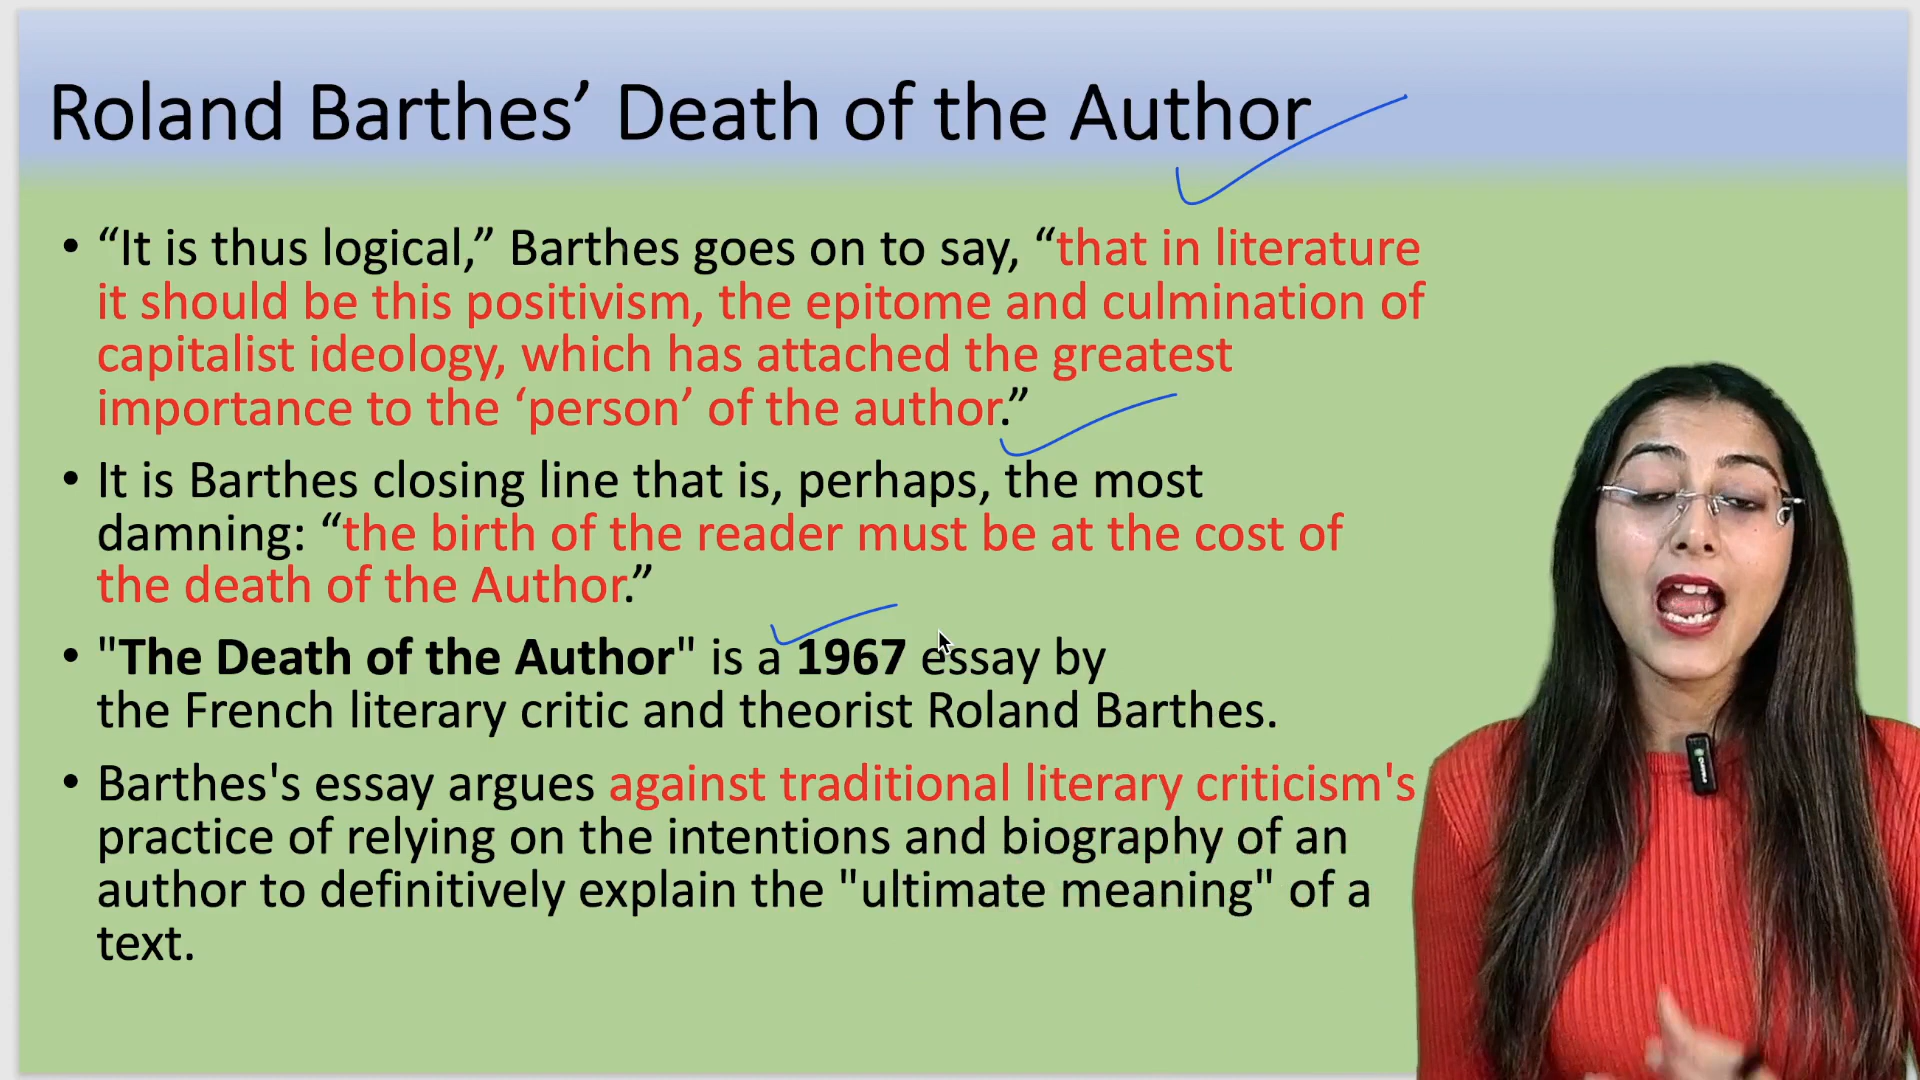 Roland Barthes’ Death of the Author
• “It is thus logical,” Barthes goes on to say, “that in literature
it should be this positivism, the epitome and culmination of
capitalist ideology, which has attached the greatest
importance to the ‘person’ of the author.”
• It is Barthes closing line that is, perhaps, the most
damning: “the birth of the reader must be at the cost of
the death of the Author.”
• "The Death of the Author" is a 1967 essay by
the French literary critic and theorist Roland Barthes.
• Barthes's essay argues against traditional literary criticism's
practice of relying on the intentions and biography of an
author to definitively explain the "ultimate meaning" of a
text.